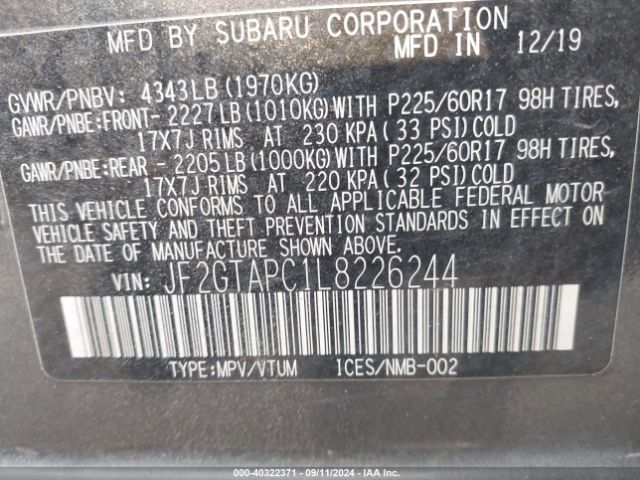 MFD BY SUBARU CORPORATION
MFD IN 12/19
GVWR/PNBV: 4343LB(1970KG)
GAWR/PNBE:FRONT- 2227LB(1010KG)WITH P225/60R17 98H TIRES,
17X7J RIMS AT 230 KPA(33 PSI)COLD
GAWR/PNBE:REAR - 2205LB(1000KG)WITH P225/60R17 98H TIRES,
17X7J RIMS AT 220 KPA(32 PSI)COLD
THIS VEHICLE CONFORMS TO ALL APPLICABLE FEDERAL MOTOR
VEHICLE SAFETY AND THEFT PREVENTION STANDARDS IN EFFECT ON
THE DATE OF MANUFACTURE SHOWN ABOVE.
VIN: JF2GTAPC1L8226244
TYPE:MPV/VTUM ICES/NMB-002
© - 40322371 - 09/11/2024 - IAA Inc.